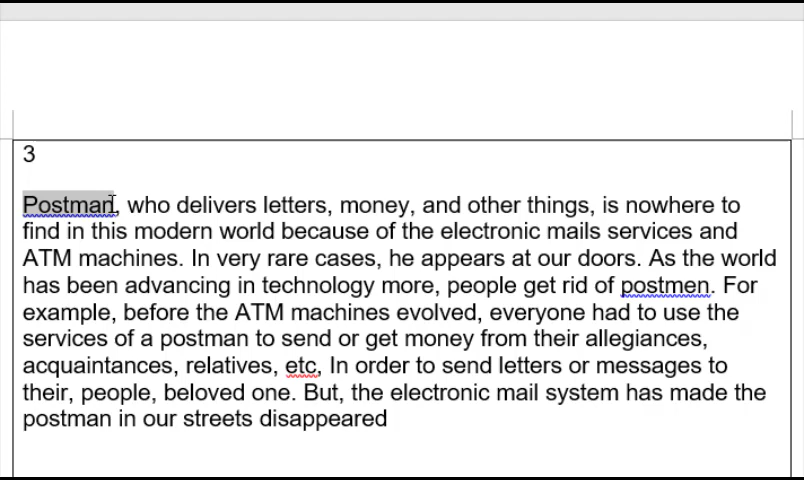 3
Postman, who delivers letters, money, and other things, is nowhere to
find in this modern world because of the electronic mails services and
ATM machines. In very rare cases, he appears at our doors. As the world
has been advancing in technology more, people get rid of postmen. For
example, before the ATM machines evolved, everyone had to use the
services of a postman to send or get money from their allegiances,
acquaintances, relatives, etc, In order to send letters or messages to
their, people, beloved one. But, the electronic mail system has made the
postman in our streets disappeared